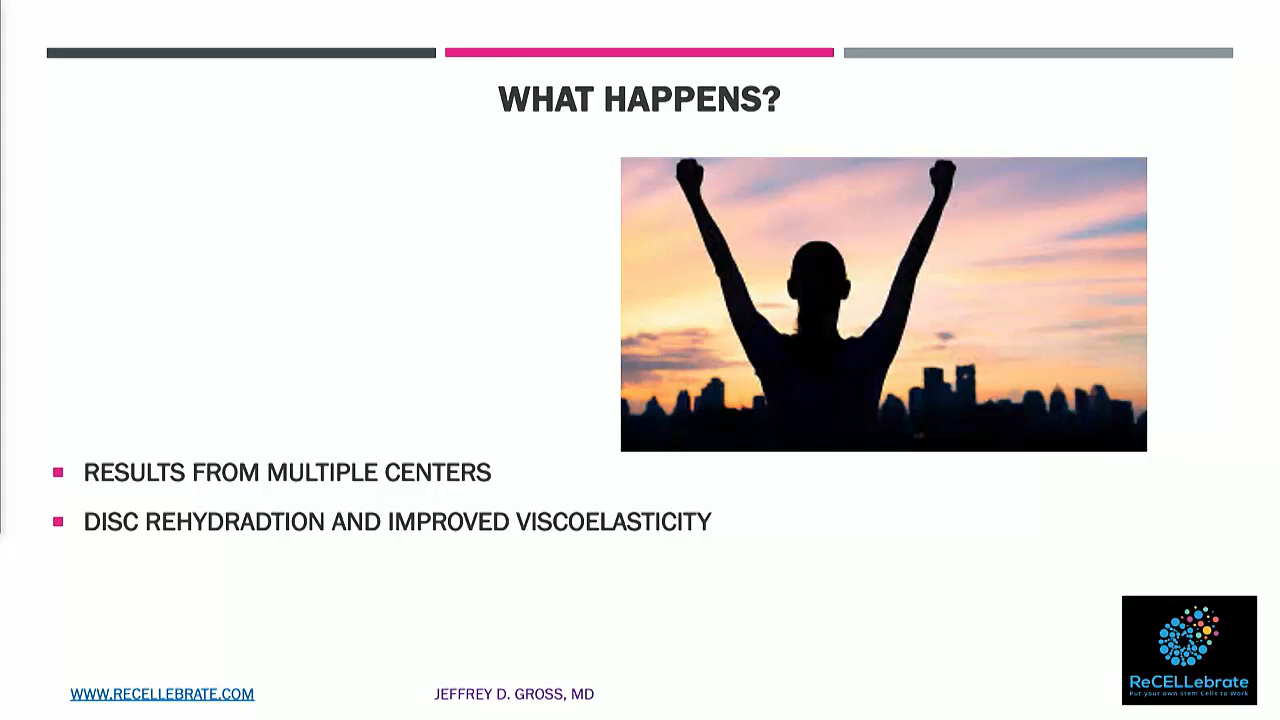 WHAT HAPPENS?
RESULTS FROM MULTIPLE CENTERS
DISC REHYDRADTION AND IMPROVED VISCOELASTICITY
WWW.RECELLEBRATE.COM
JEFFREY D. GROSS, MD
ReCELLebrate
Put your own Stem Cells to Work